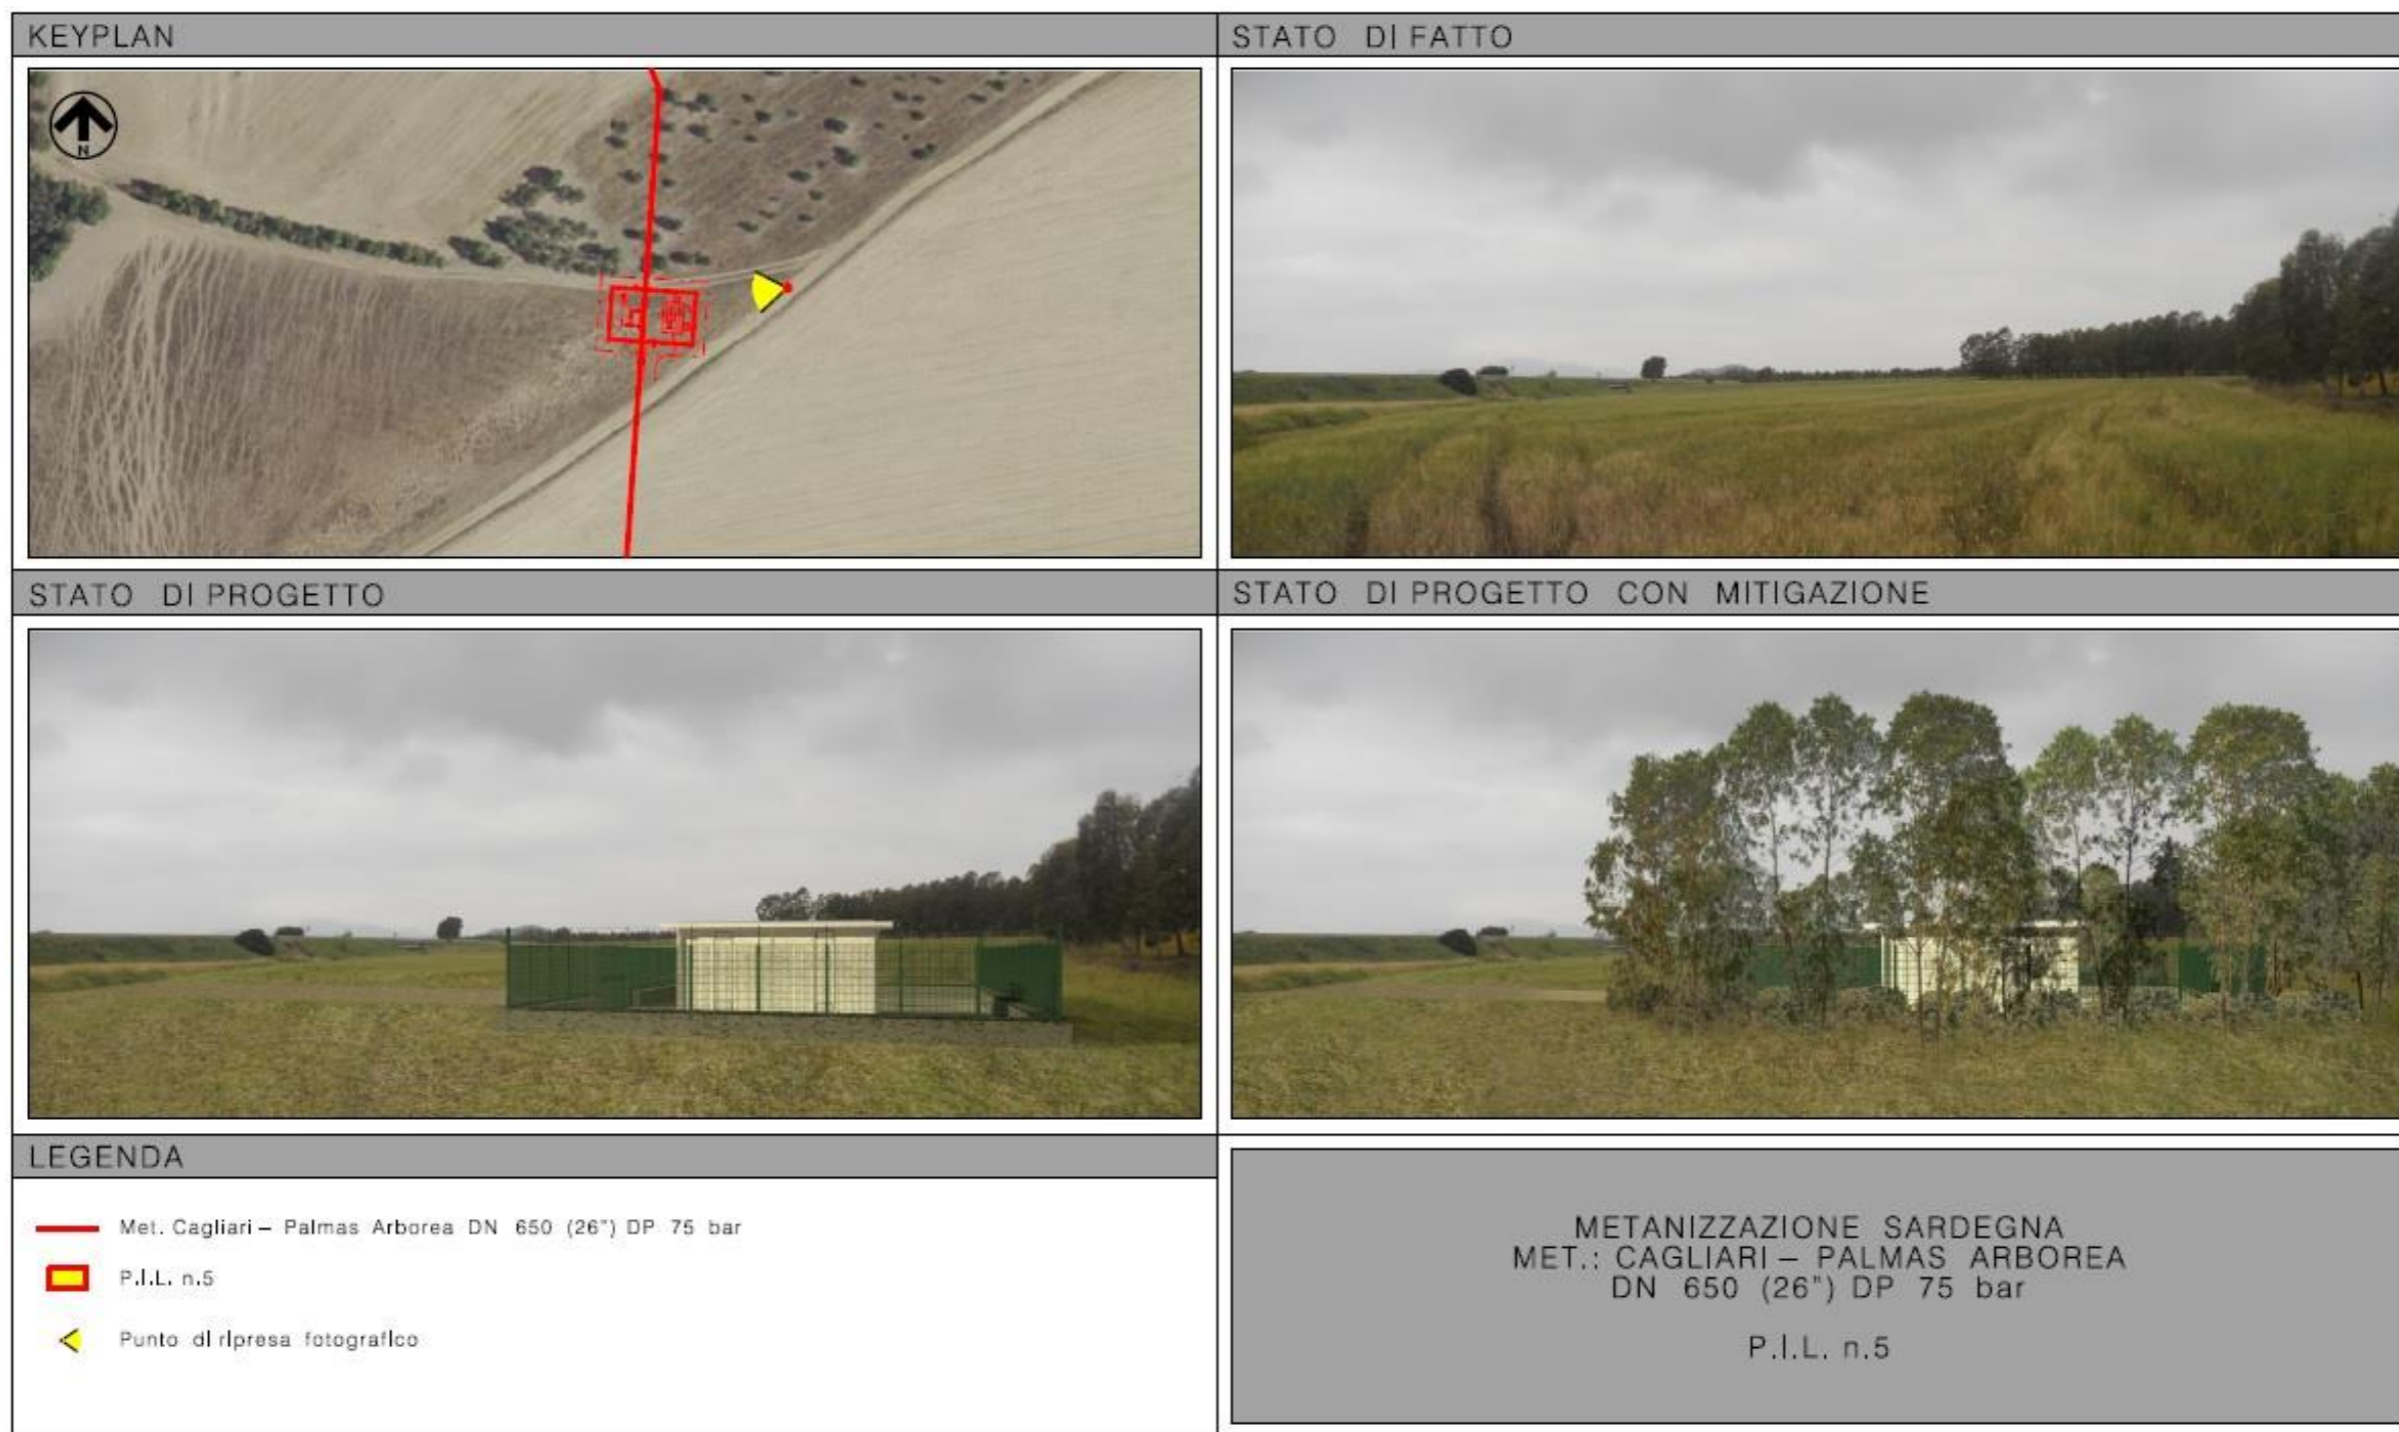 KEYPLAN
N
STATO DI FATTO
STATO DI PROGETTO
STATO DI PROGETTO CON MITIGAZIONE
LEGENDA
Met. Cagliari – Palmas Arborea DN 650 (26") DP 75 bar
P.I.L. n.5
Punto di ripresa fotografico
METANIZZAZIONE SARDEGNA
MET.: CAGLIARI – PALMAS ARBOREA
DN 650 (26") DP 75 bar
P.I.L. n.5